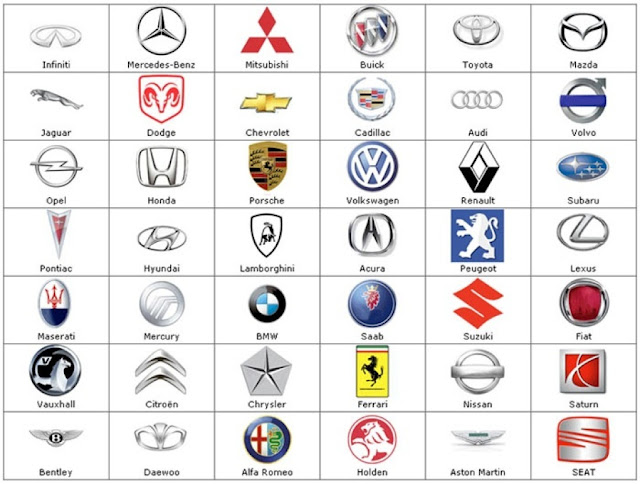 Infiniti Mercedes-Benz Mitsubishi Buick Toyota Mazda
Jaguar Dodge Chevrolet Cadillac Audi Volvo
Opel Honda Porsche Volkswagen Renault Subaru
Pontiac Hyundai Lamborghini Acura Peugeot Lexus
Maserati Mercury BMW Saab Suzuki Fiat
Vauxhall Citroën Chrysler Ferrari Nissan Saturn
Bentley Daewoo Alfa Romeo Holden Aston Martin SEAT